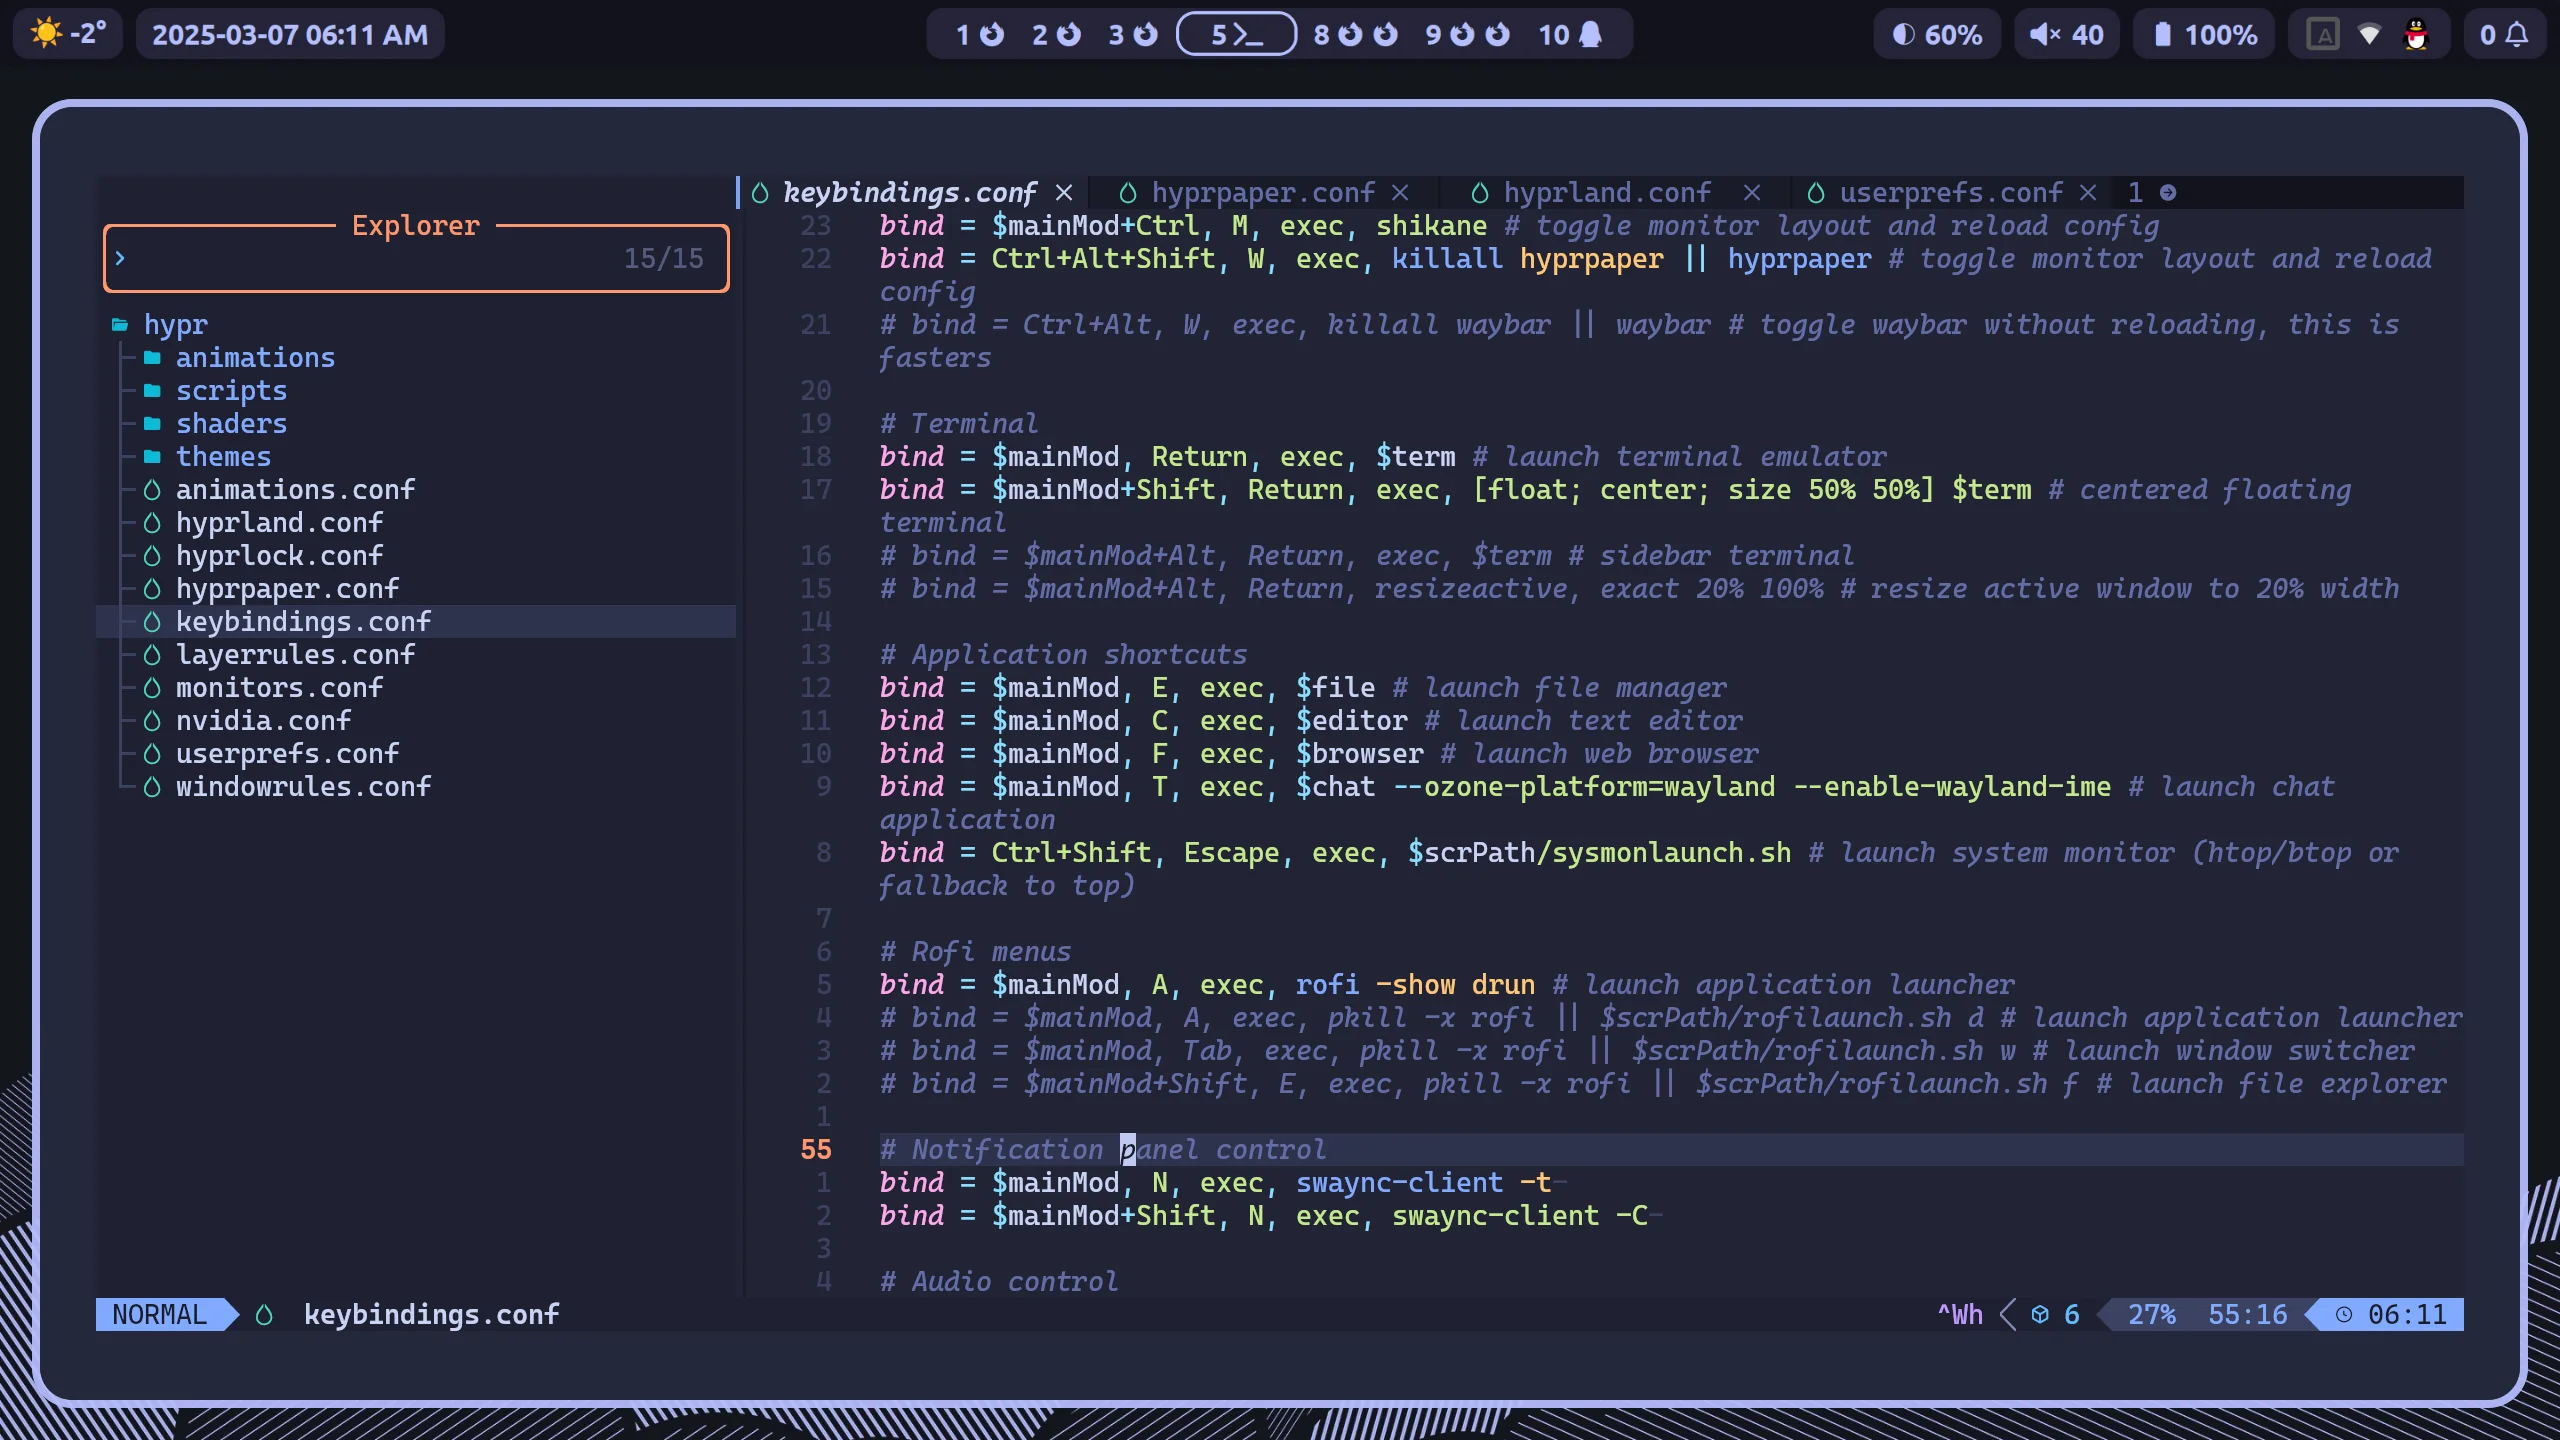 -2°
2025-03-07 06:11 AM
1 2 3 5 8 9 10
60% 40 100% A 0
keybindings.conf hyprpaper.conf hyprland.conf userprefs.conf 1
Explorer
15/15
hypr
animations
scripts
shaders
themes
animations.conf
hyprland.conf
hyprlock.conf
hyprpaper.conf
keybindings.conf
layerrules.conf
monitors.conf
nvidia.conf
userprefs.conf
windowrules.conf
23 bind = $mainMod+Ctrl, M, exec, shikane # toggle monitor layout and reload config
22 bind = Ctrl+Alt+Shift, W, exec, killall hyprpaper || hyprpaper # toggle monitor layout and reload
config
21 # bind = Ctrl+Alt, W, exec, killall waybar || waybar # toggle waybar without reloading, this is
fasters
20
19 # Terminal
18 bind = $mainMod, Return, exec, $term # launch terminal emulator
17 bind = $mainMod+Shift, Return, exec, [float; center; size 50% 50%] $term # centered floating
terminal
16 # bind = $mainMod+Alt, Return, exec, $term # sidebar terminal
15 # bind = $mainMod+Alt, Return, resizeactive, exact 20% 100% # resize active window to 20% width
14
13 # Application shortcuts
12 bind = $mainMod, E, exec, $file # launch file manager
11 bind = $mainMod, C, exec, $editor # launch text editor
10 bind = $mainMod, F, exec, $browser # launch web browser
9 bind = $mainMod, T, exec, $chat --ozone-platform=wayland --enable-wayland-ime # launch chat
application
8 bind = Ctrl+Shift, Escape, exec, $scrPath/sysmonlaunch.sh # launch system monitor (htop/btop or
fallback to top)
7
6 # Rofi menus
5 bind = $mainMod, A, exec, rofi -show drun # launch application launcher
4 # bind = $mainMod, A, exec, pkill -x rofi || $scrPath/rofilaunch.sh d # launch application launcher
3 # bind = $mainMod, Tab, exec, pkill -x rofi || $scrPath/rofilaunch.sh w # launch window switcher
2 # bind = $mainMod+Shift, E, exec, pkill -x rofi || $scrPath/rofilaunch.sh f # launch file explorer
1
55 # Notification panel control
1 bind = $mainMod, N, exec, swaync-client -t-
2 bind = $mainMod+Shift, N, exec, swaync-client -C-
3
4 # Audio control
NORMAL keybindings.conf ^Wh 6 27% 55:16 06:11